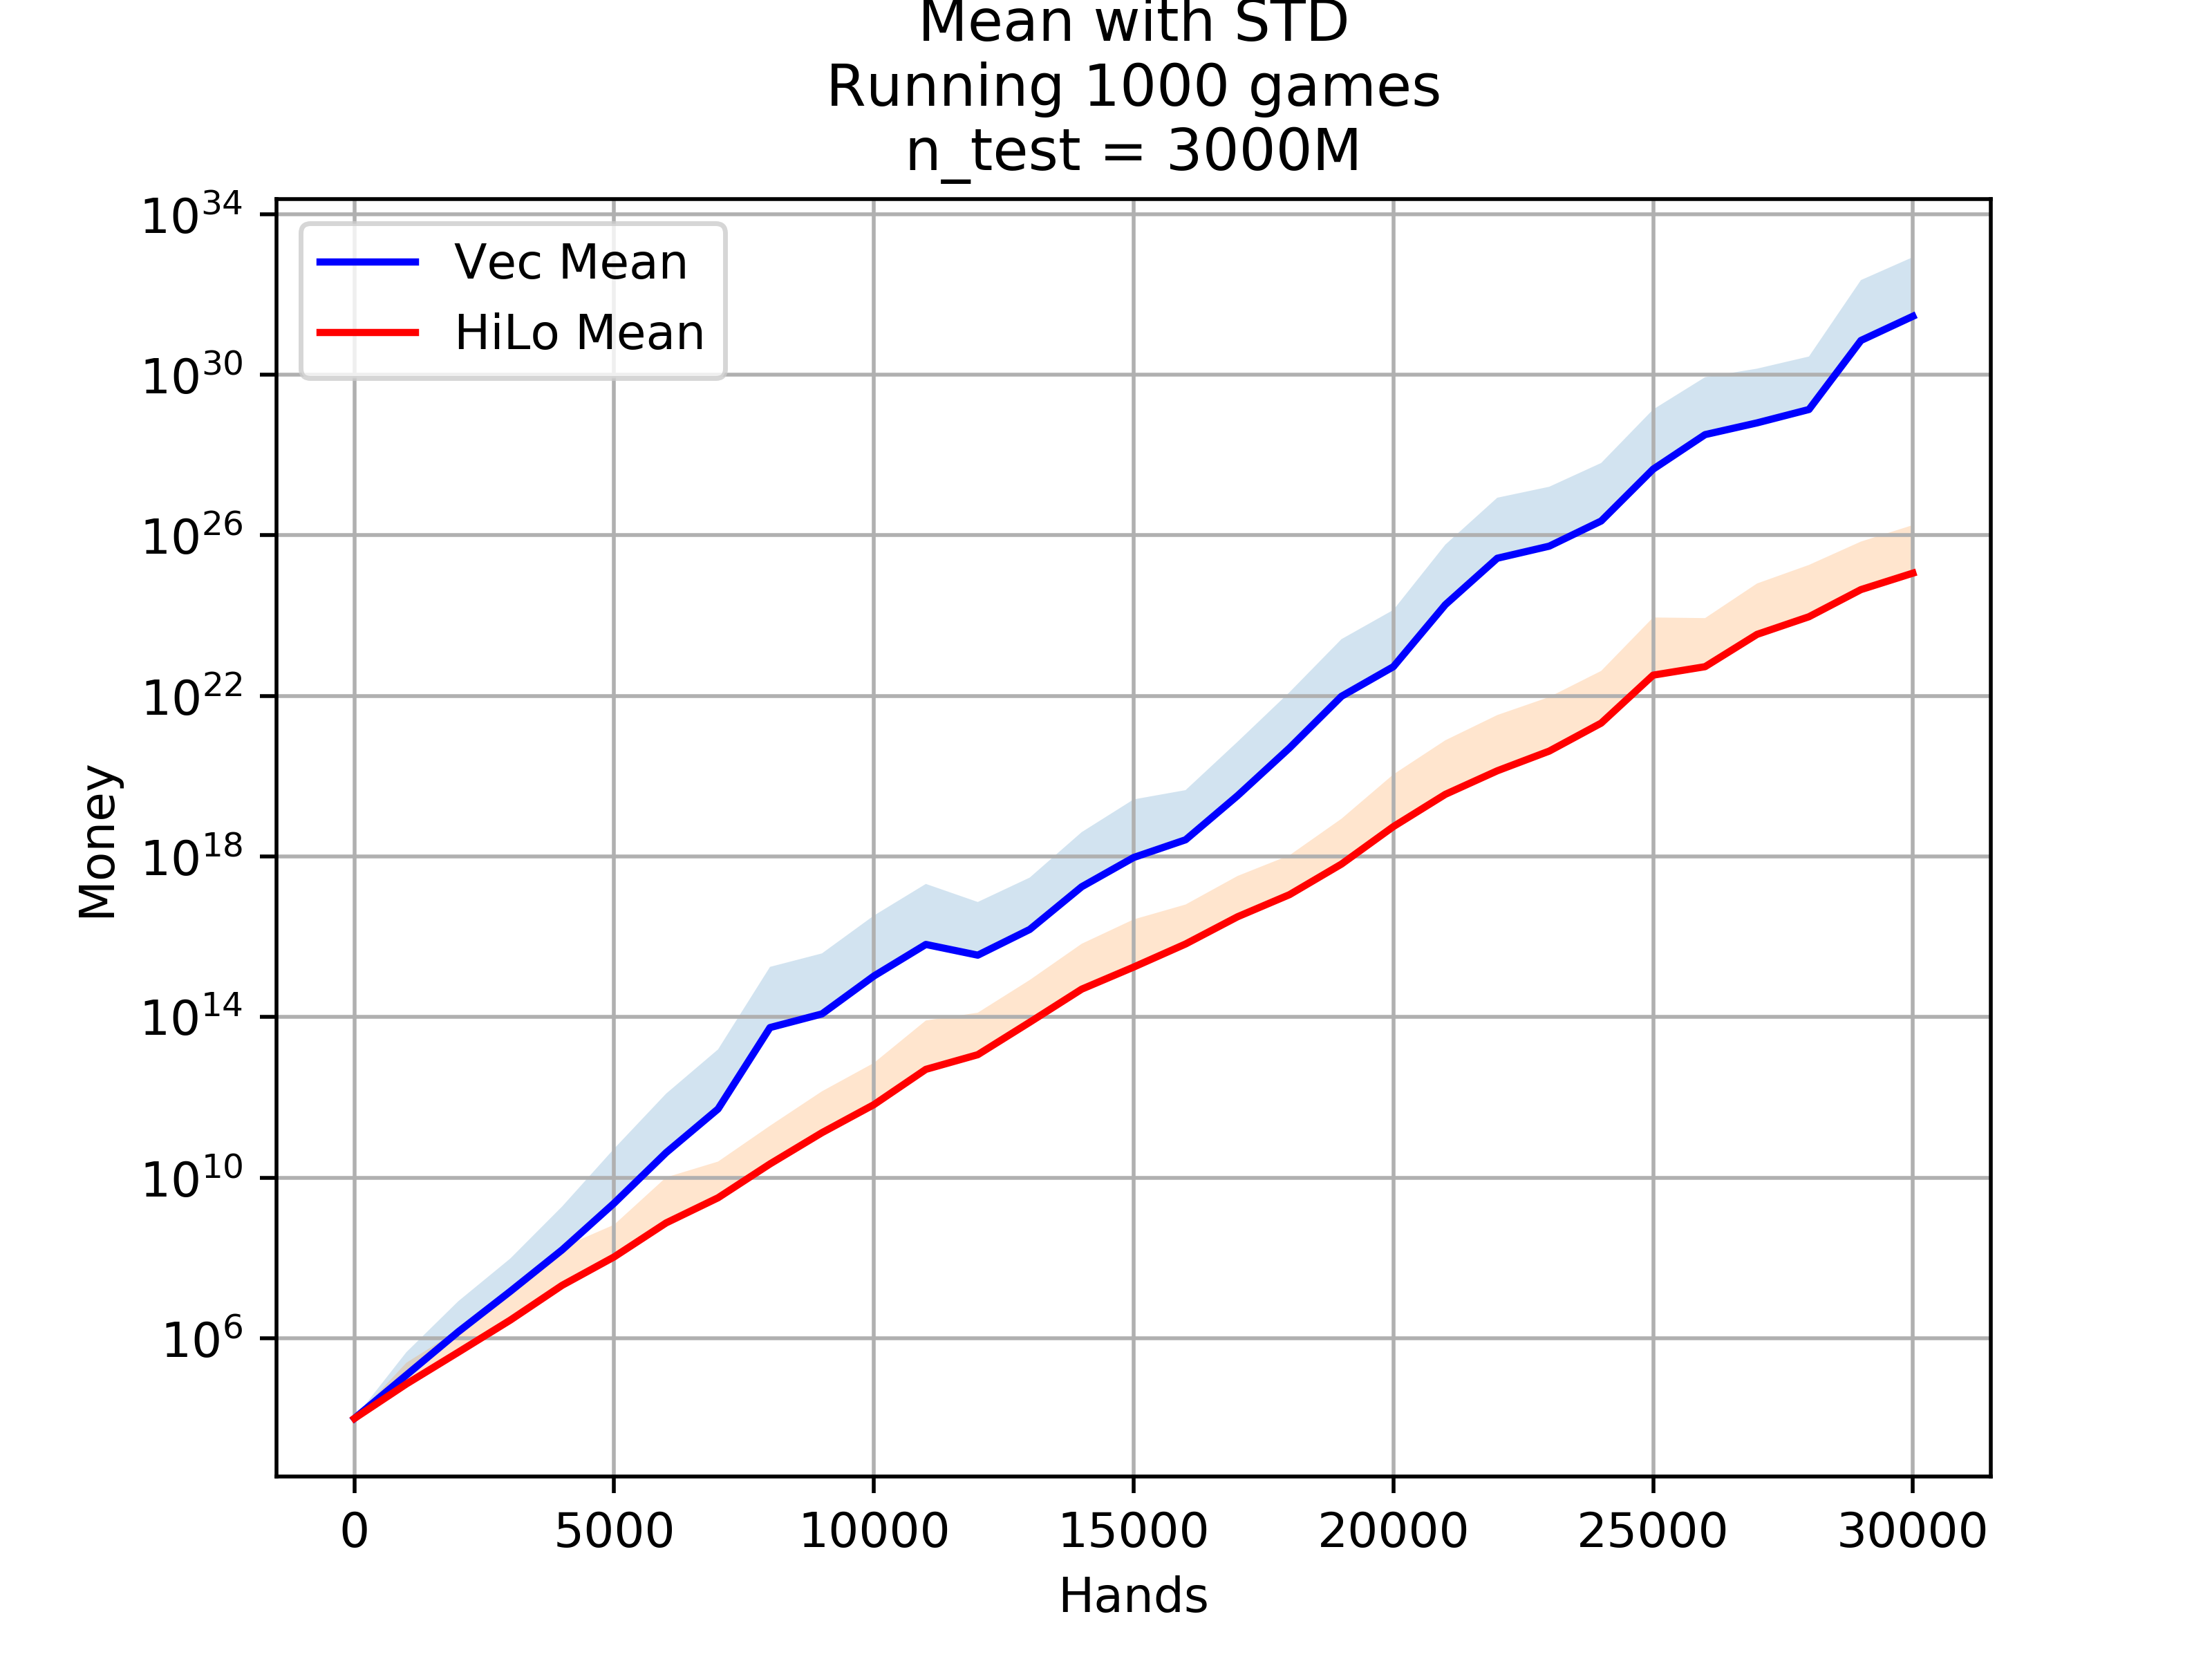 Mean with STD
Running 1000 games
n_test = 3000M
10^34
10^30
10^26
10^22
10^18
10^14
10^10
10^6
Money
Vec Mean
HiLo Mean
0 5000 10000 15000 20000 25000 30000
Hands